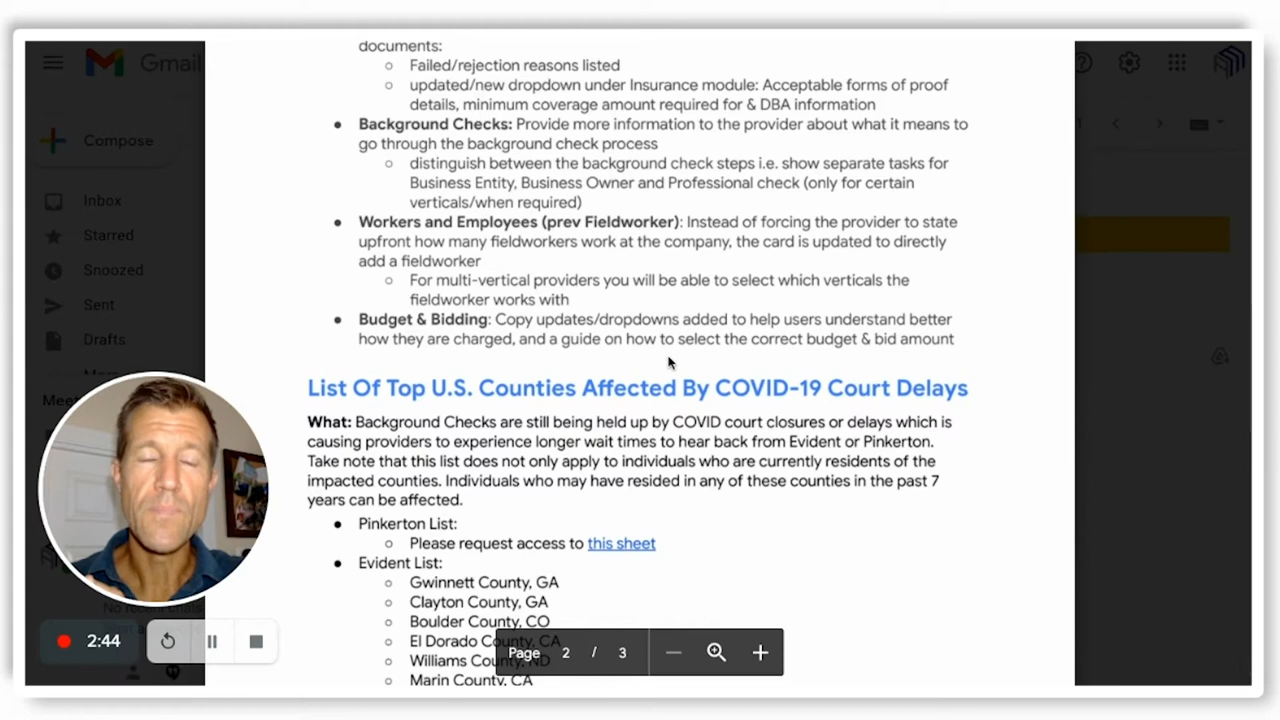 documents:
○ Failed/rejection reasons listed
○ updated/new dropdown under Insurance module: Acceptable forms of proof
details, minimum coverage amount required for & DBA information
● Background Checks: Provide more information to the provider about what it means to
go through the background check process
○ distinguish between the background check steps i.e. show separate tasks for
Business Entity, Business Owner and Professional check (only for certain
verticals/when required)
● Workers and Employees (prev Fieldworker): Instead of forcing the provider to state
upfront how many fieldworkers work at the company, the card is updated to directly
add a fieldworker
○ For multi-vertical providers you will be able to select which verticals the
fieldworker works with
● Budget & Bidding: Copy updates/dropdowns added to help users understand better
how they are charged, and a guide on how to select the correct budget & bid amount
List Of Top U.S. Counties Affected By COVID-19 Court Delays
What: Background Checks are still being held up by COVID court closures or delays which is
causing providers to experience longer wait times to hear back from Evident or Pinkerton.
Take note that this list does not only apply to individuals who are currently residents of the
impacted counties. Individuals who may have resided in any of these counties in the past 7
years can be affected.
● Pinkerton List:
○ Please request access to this sheet
● Evident List:
○ Gwinnett County, GA
○ Clayton County, GA
○ Boulder County, CO
○ El Dorado County, CA
○ Williams County, ND
○ Marin County, CA
Page 2 / 3
Gmail
Compose
Inbox
Starred
Snoozed
Sent
Drafts
Meet
No recent chats
2:44